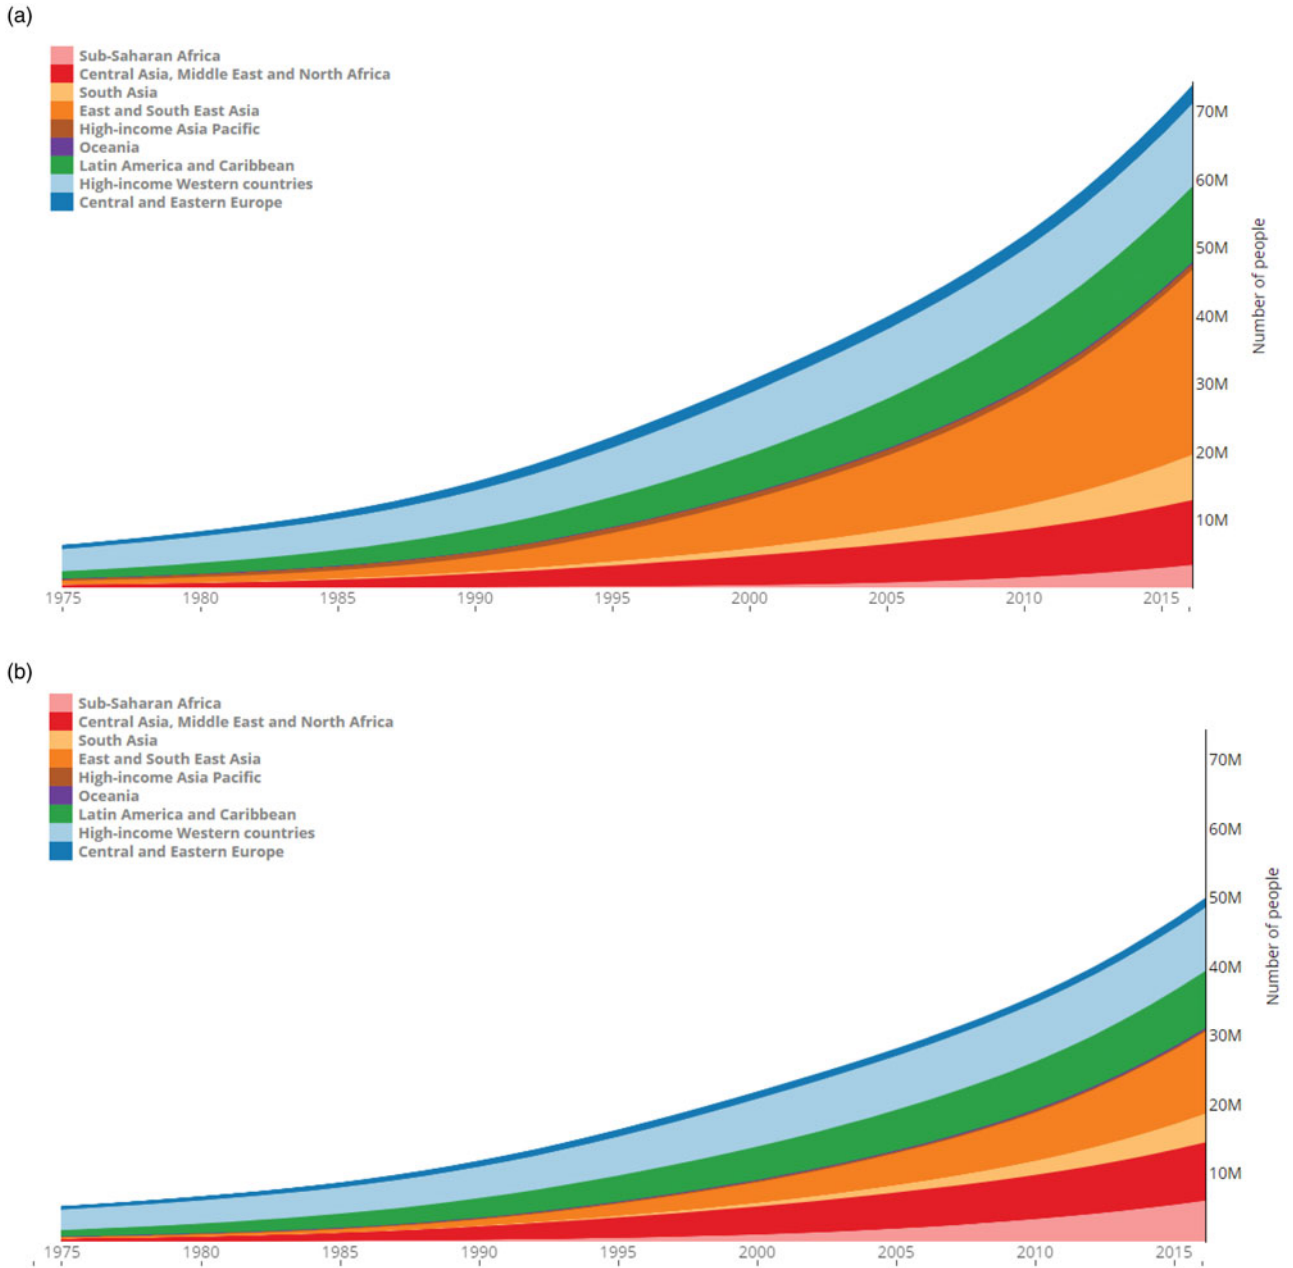 (a)
Sub-Saharan Africa
Central Asia, Middle East and North Africa
South Asia
East and South East Asia
High-income Asia Pacific
Oceania
Latin America and Caribbean
High-income Western countries
Central and Eastern Europe
70M
60M
50M
40M
30M
20M
10M
Number of people
1975 1980 1985 1990 1995 2000 2005 2010 2015
(b)
Sub-Saharan Africa
Central Asia, Middle East and North Africa
South Asia
East and South East Asia
High-income Asia Pacific
Oceania
Latin America and Caribbean
High-income Western countries
Central and Eastern Europe
70M
60M
50M
40M
30M
20M
10M
Number of people
1975 1980 1985 1990 1995 2000 2005 2010 2015